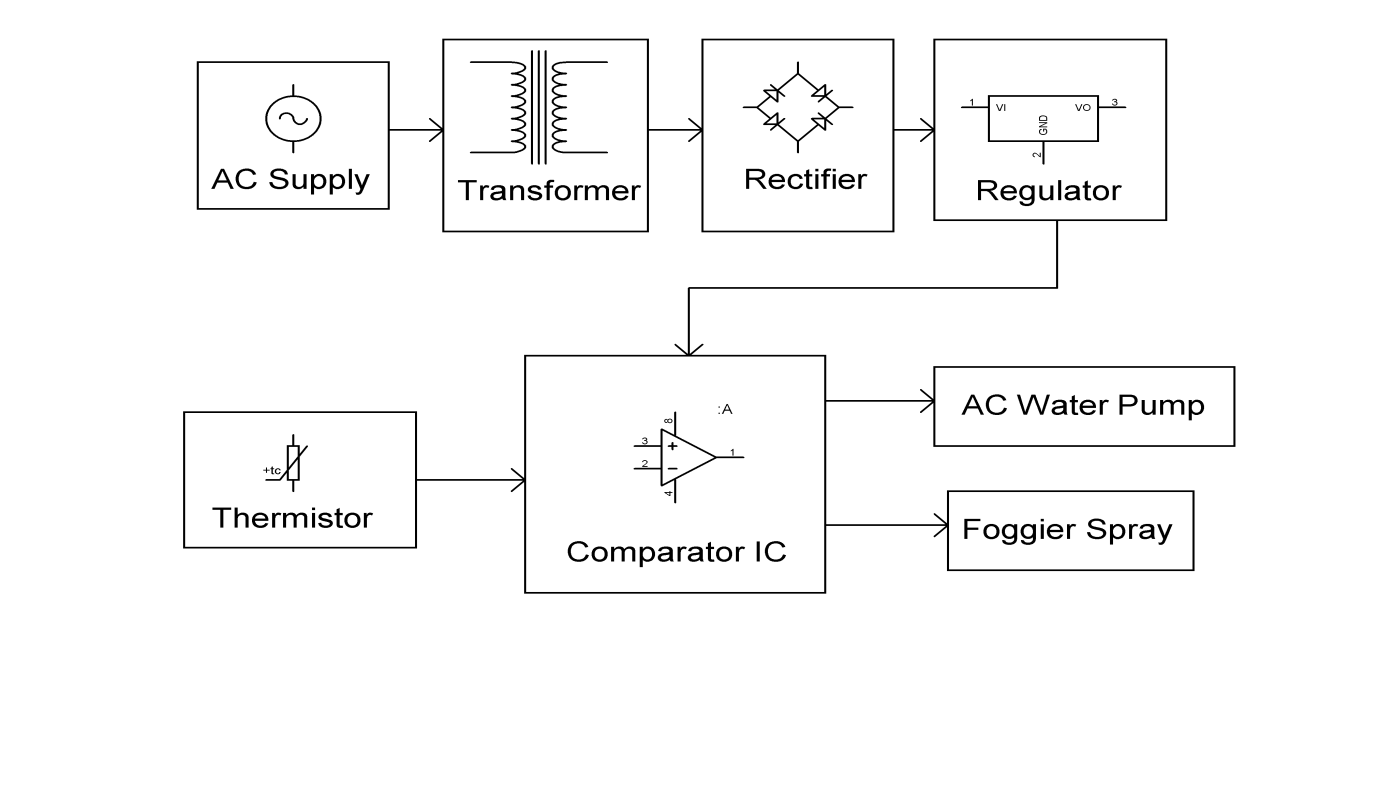 AC Supply
Transformer
Rectifier
1
VI
VO
3
GND
2
Regulator
+tc
Thermistor
:A
8
3
+
2
−
1
4
Comparator IC
AC Water Pump
Foggier Spray